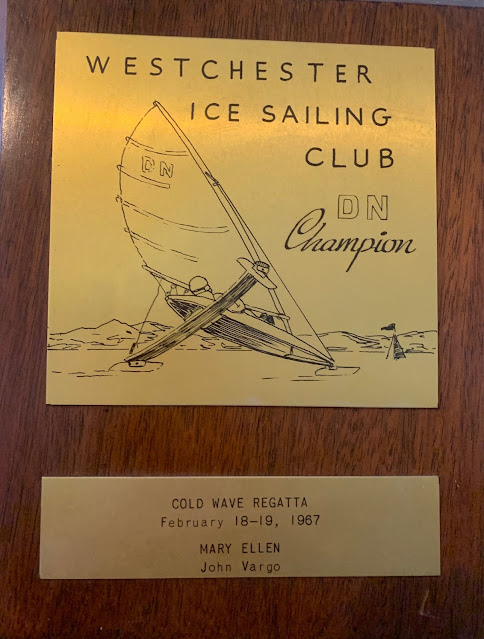 WESTCHESTER
ICE SAILING
CLUB
DN
DN
Champion
COLD WAVE REGATTA
February 18-19, 1967
MARY ELLEN
John Vargo